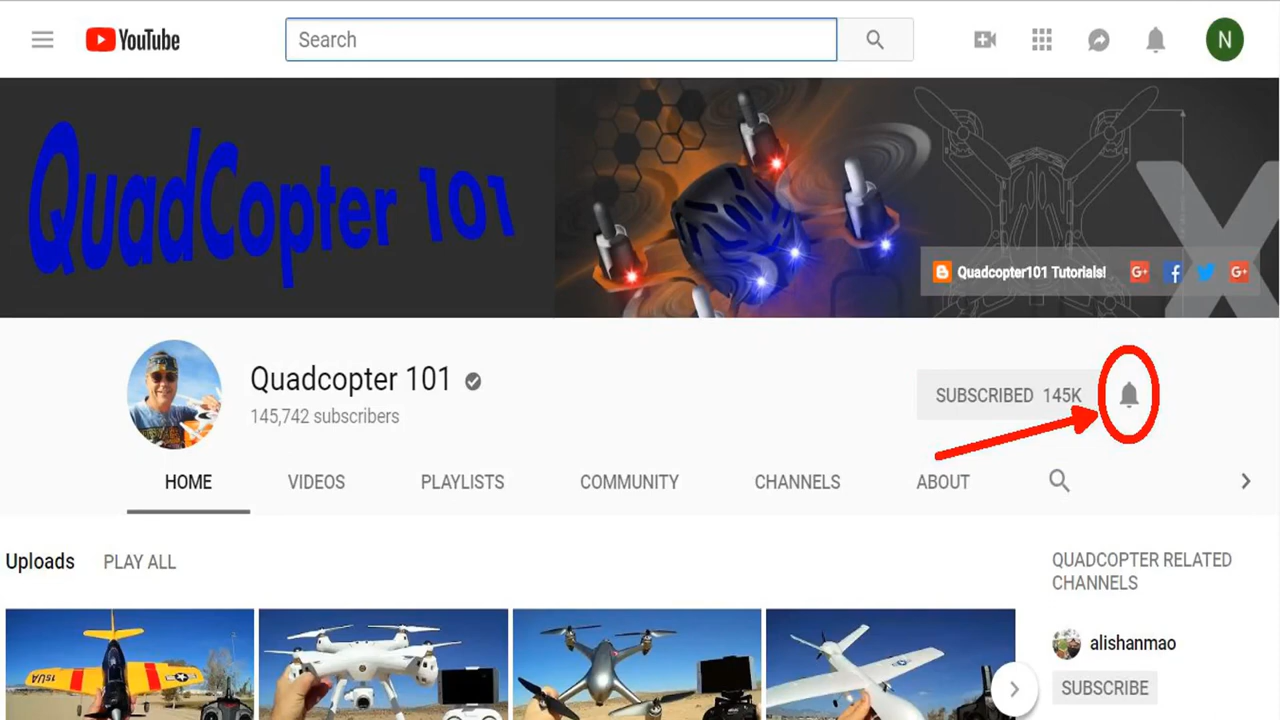 YouTube
Search
N
QuadCopter 101
X
Quadcopter101 Tutorials!
G+
f
G+
Quadcopter 101
145,742 subscribers
SUBSCRIBED 145K
HOME VIDEOS PLAYLISTS COMMUNITY CHANNELS ABOUT
Uploads PLAY ALL
QUADCOPTER RELATED
CHANNELS
alishanmao
SUBSCRIBE